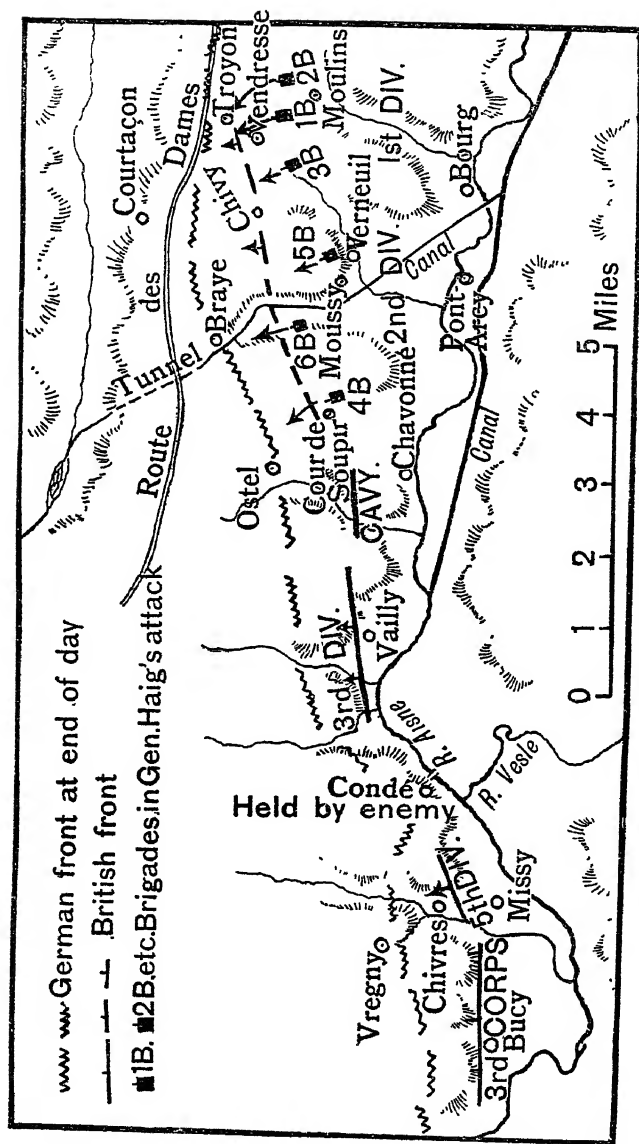 German front at end of day
British front
1B. 2B.etc.Brigades in Gen.Haig's attack
Vregny
Chivres
5th DIV.
Missy
3rd CORPS
Bucy
Condé
Held by enemy
R. Aisne
R. Vesle
3rd DIV.
Vailly
CAVY.
Ostel
Cour de
Soupir
4B
Chavonne
Route
des
Dames
Tunnel
Braye
Courtaçon
6B
Moussy
2nd DIV.
5B
Verneuil
Chivy
3B
Troyon
Vendresse
1B
2B
Moulins
1st DIV.
Bourg
Pont-
Arcy
Canal
Canal
0 1 2 3 4 5 Miles